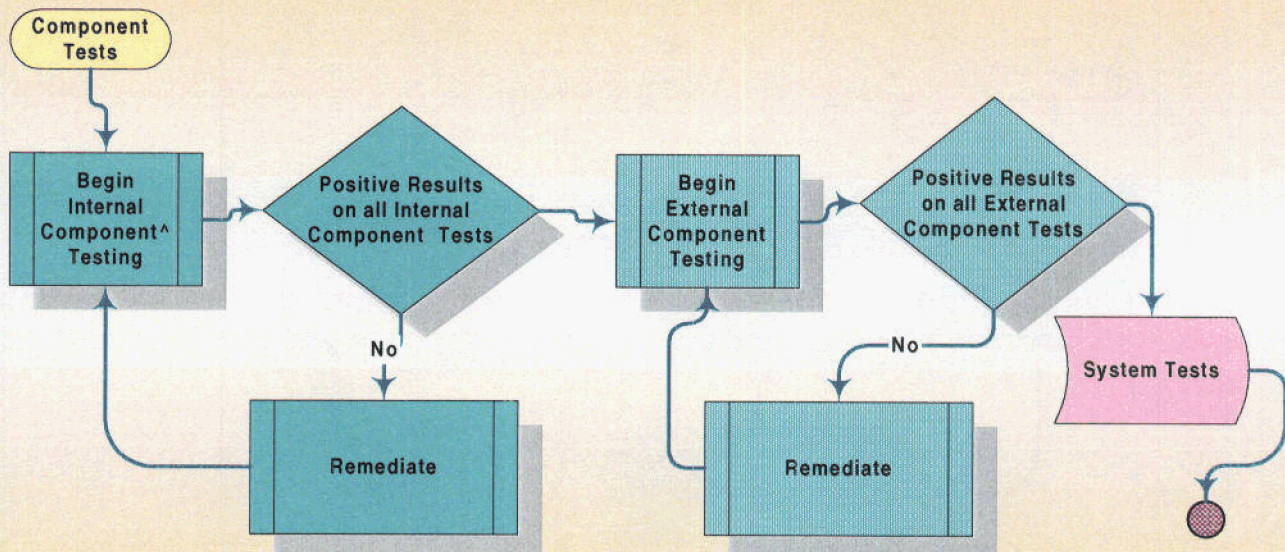 Component
Tests
Begin
Internal
Component^
Testing
Positive Results
on all Internal
Component Tests
No
Remediate
Begin
External
Component
Testing
Positive Results
on all External
Component Tests
No
Remediate
System Tests